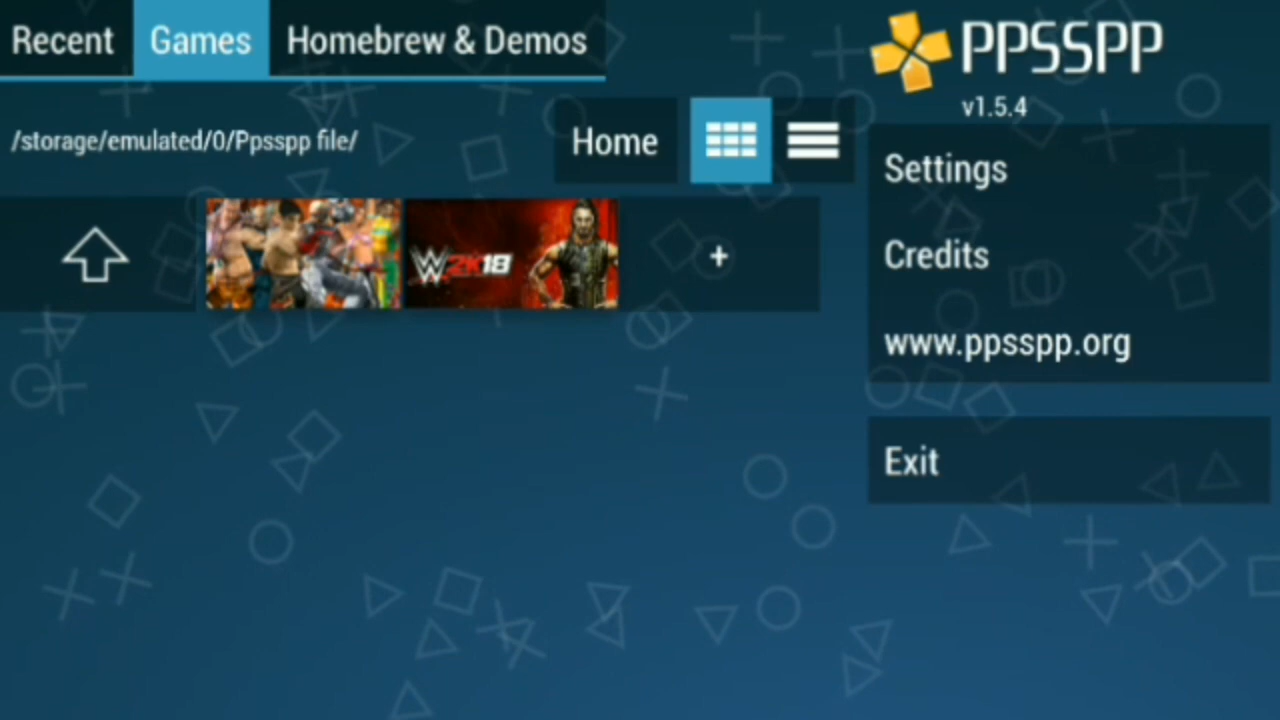 Recent Games Homebrew & Demos
PPSSPP
v1.5.4
/storage/emulated/0/Ppsspp file/ Home
W2K18
+
Settings
Credits
www.ppsspp.org
Exit